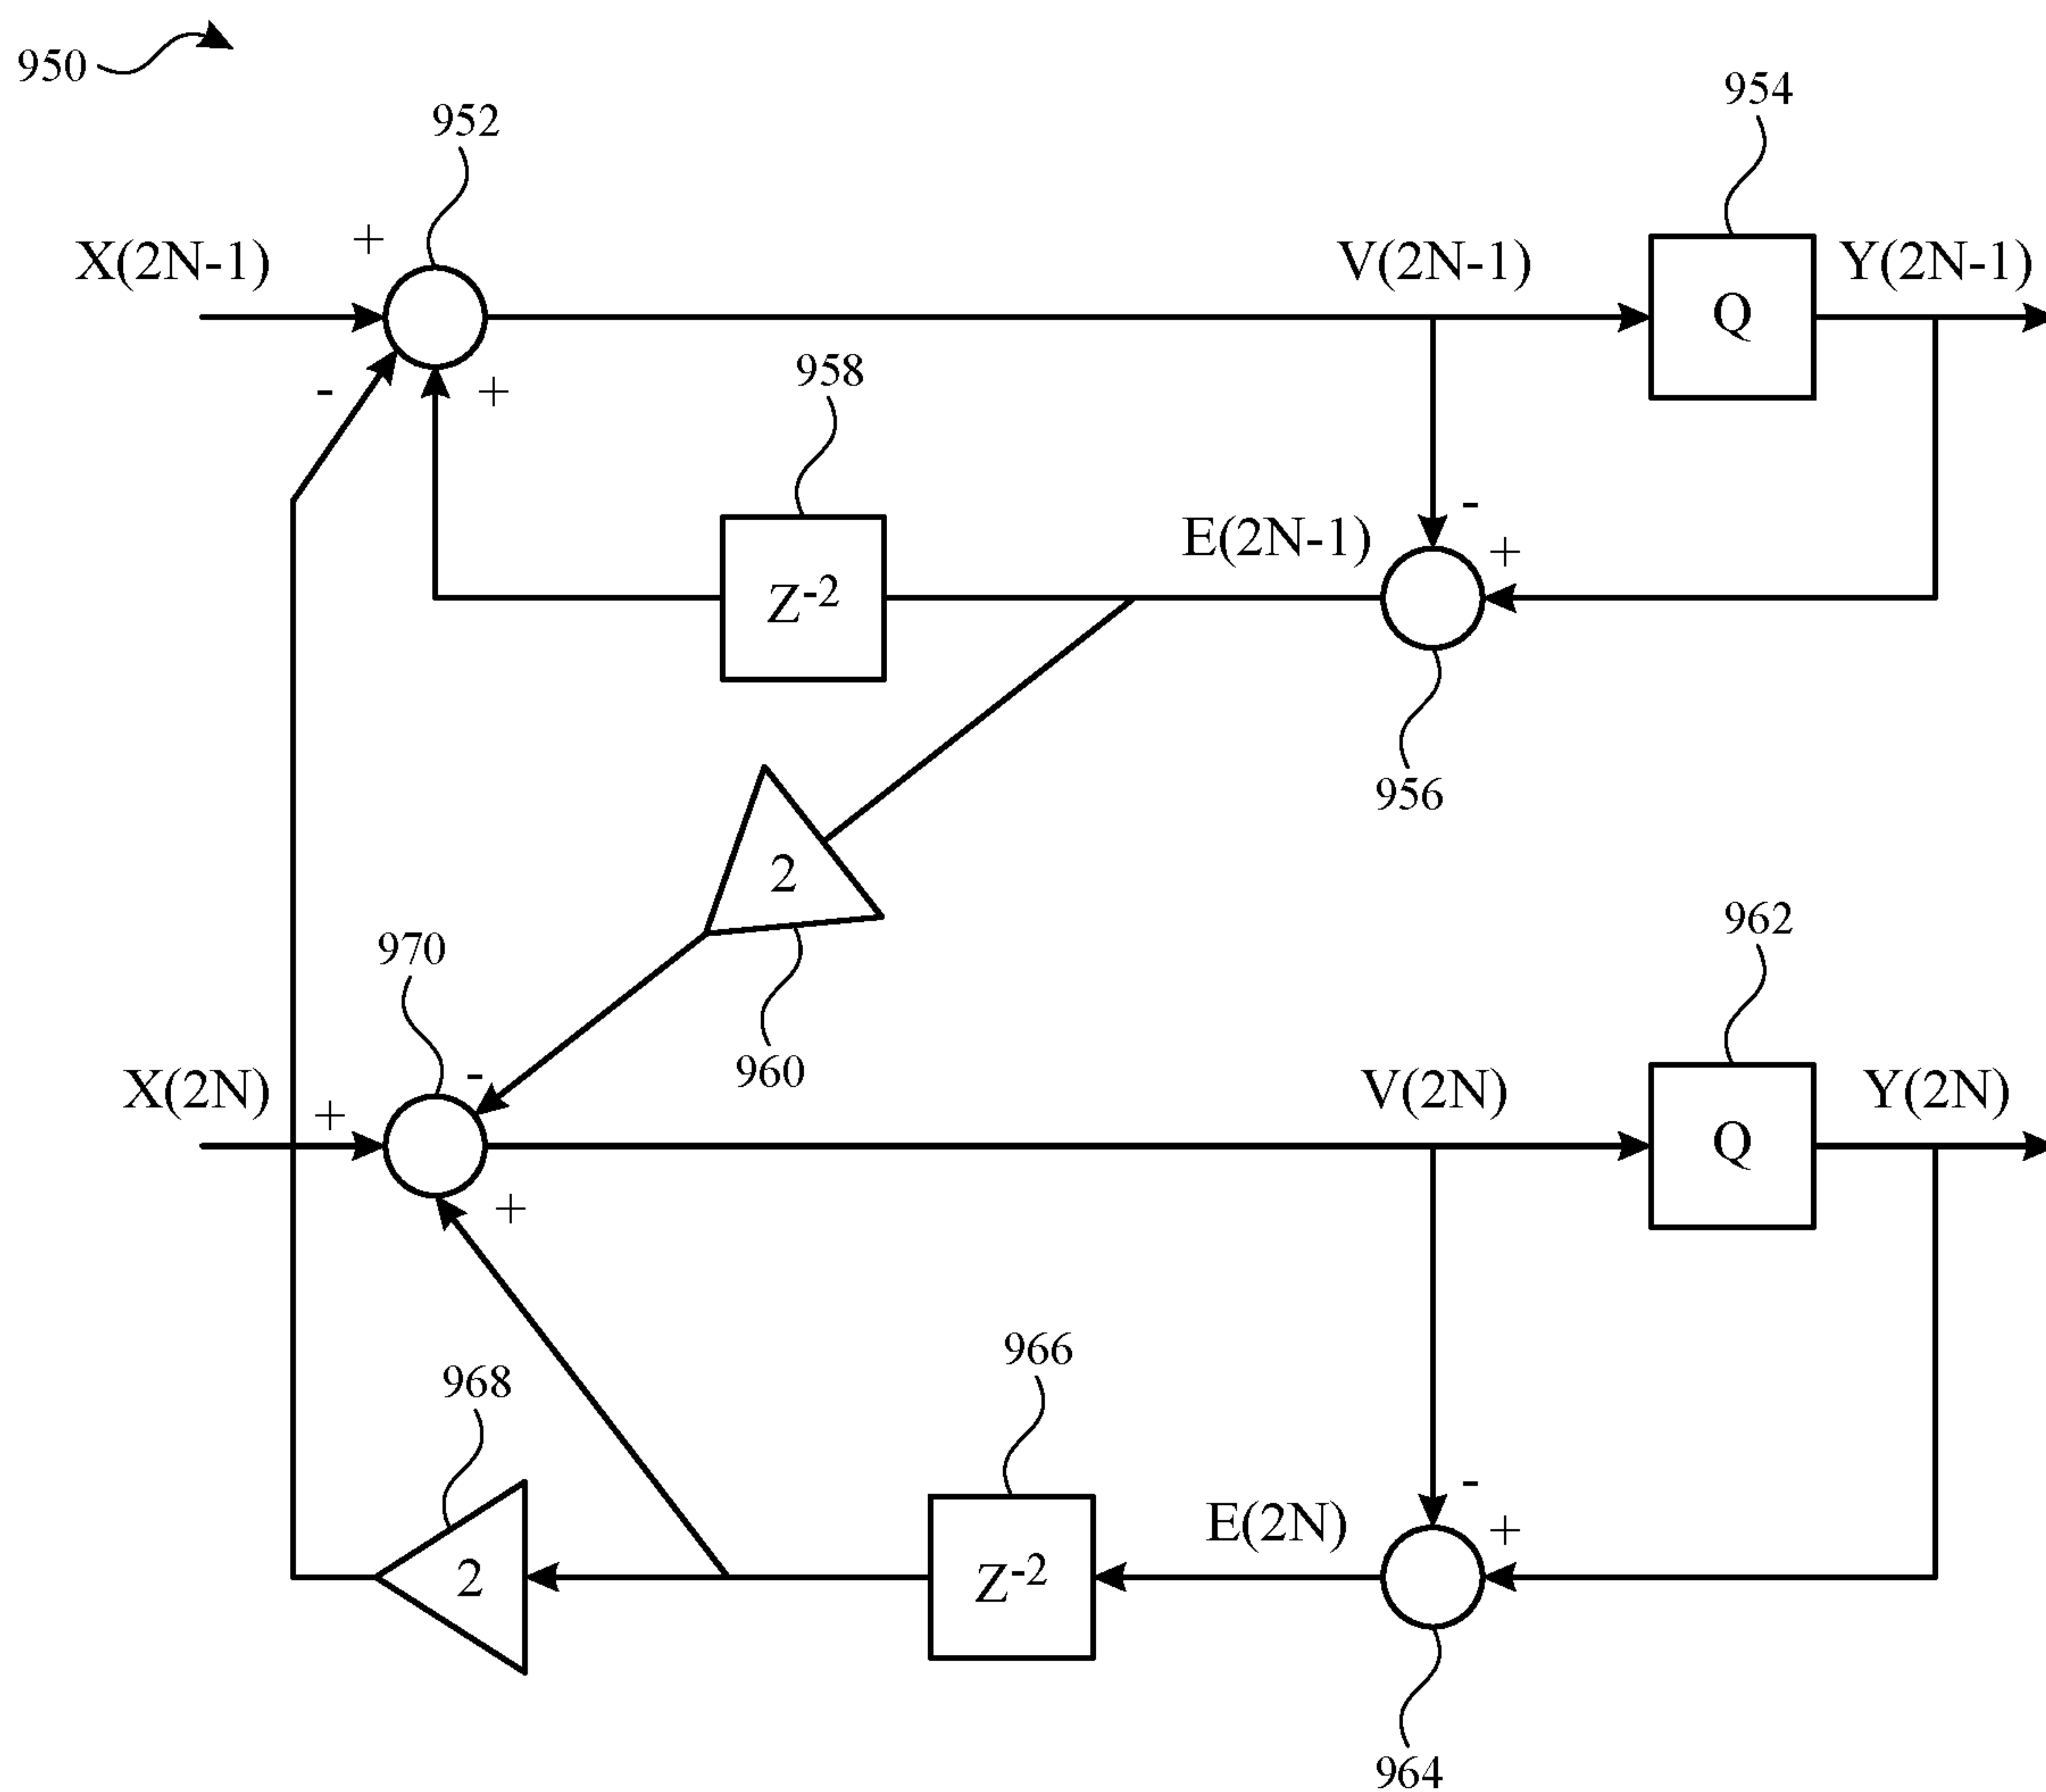 950
952
954
X(2N-1)
+
V(2N-1)
Q
Y(2N-1)
-
+
958
E(2N-1)
-
+
Z-2
956
2
960
970
962
X(2N)
+
-
V(2N)
Q
Y(2N)
+
968
966
E(2N)
-
+
2
Z-2
964